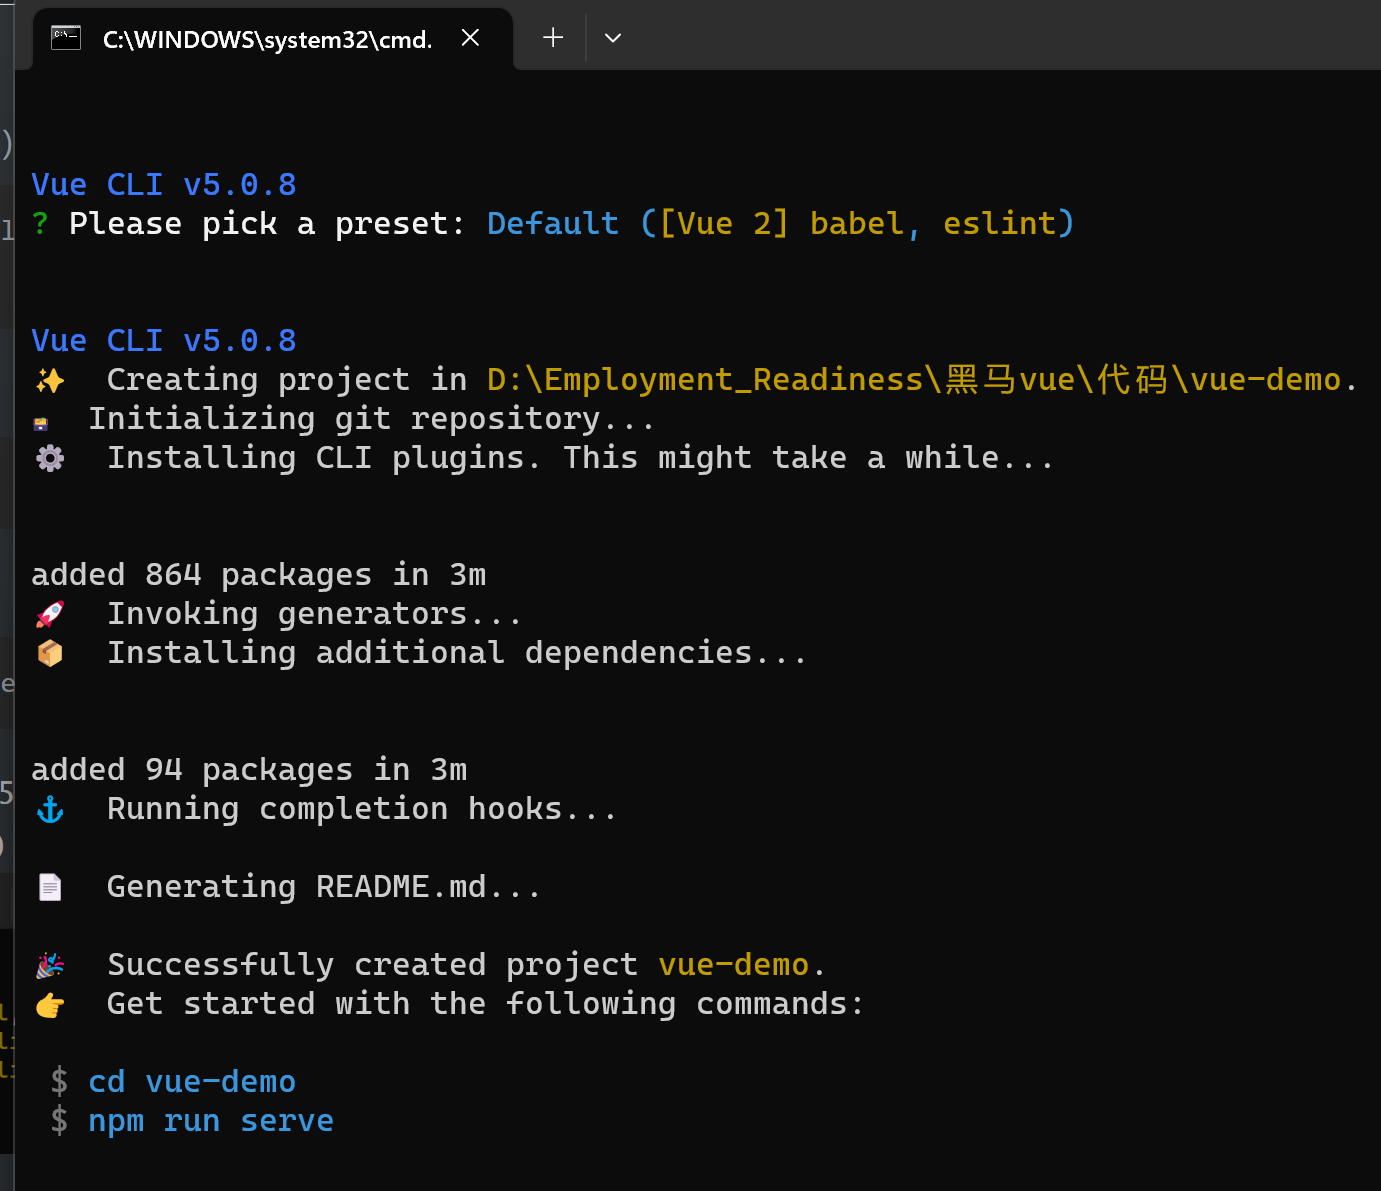 C:\WINDOWS\system32\cmd.
Vue CLI v5.0.8
? Please pick a preset: Default ([Vue 2] babel, eslint)
Vue CLI v5.0.8
✨  Creating project in D:\Employment_Readiness\黑马vue\代码\vue-demo.
🗃  Initializing git repository...
⚙️  Installing CLI plugins. This might take a while...
added 864 packages in 3m
🚀  Invoking generators...
📦  Installing additional dependencies...
added 94 packages in 3m
⚓  Running completion hooks...
📄  Generating README.md...
🎉  Successfully created project vue-demo.
👉  Get started with the following commands:
$ cd vue-demo
$ npm run serve